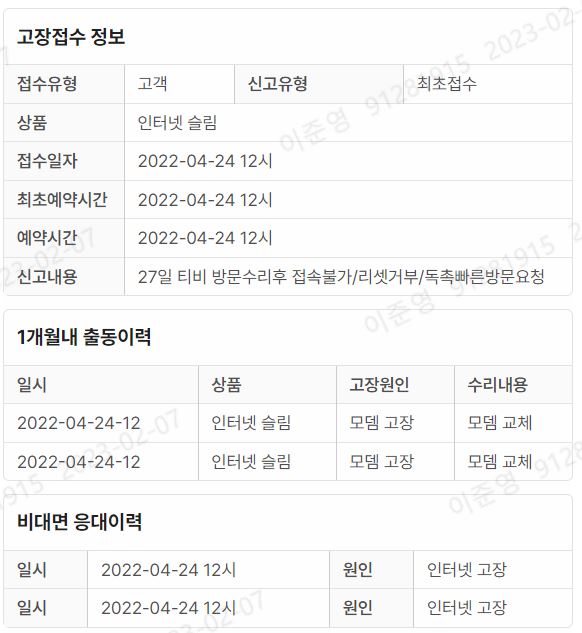 고장접수 정보
접수유형 고객 신고유형 최초접수
상품 인터넷 슬림
접수일자 2022-04-24 12시
최초예약시간 2022-04-24 12시
예약시간 2022-04-24 12시
신고내용 27일 티비 방문수리후 접속불가/리셋거부/독촉빠른방문요청
1개월내 출동이력
일시 상품 고장원인 수리내용
2022-04-24-12 인터넷 슬림 모뎀 고장 모뎀 교체
2022-04-24-12 인터넷 슬림 모뎀 고장 모뎀 교체
비대면 응대이력
일시 2022-04-24 12시 원인 인터넷 고장
일시 2022-04-24 12시 원인 인터넷 고장
이준영 91281915 2023-02-07